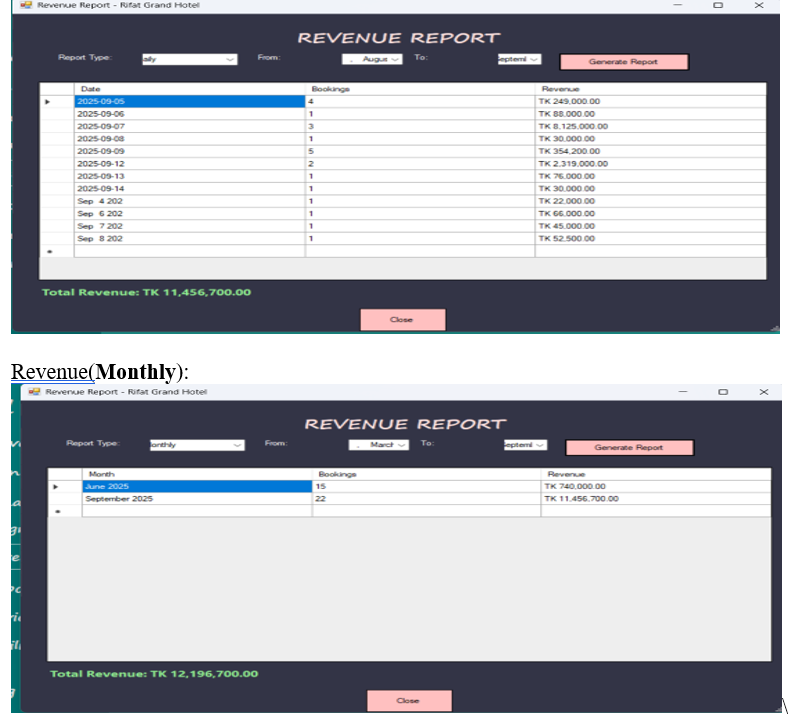 Revenue Report - Rifat Grand Hotel
REVENUE REPORT
Report Type: aily From: , Augus To: eptemb Generate Report
Date Bookings Revenue
2025-09-05 4 TK 249,000.00
2025-09-06 1 TK 88,000.00
2025-09-07 3 TK 8,125,000.00
2025-09-08 1 TK 30,000.00
2025-09-09 5 TK 354,200.00
2025-09-12 2 TK 2,319,000.00
2025-09-13 1 TK 76,000.00
2025-09-14 1 TK 30,000.00
Sep 4 202 1 TK 22,000.00
Sep 6 202 1 TK 66,000.00
Sep 7 202 1 TK 45,000.00
Sep 8 202 1 TK 52,500.00
Total Revenue: TK 11,456,700.00
Close
Revenue(Monthly):
Revenue Report - Rifat Grand Hotel
REVENUE REPORT
Report Type: onthly From: , March To: eptemb Generate Report
Month Bookings Revenue
June 2025 15 TK 740,000.00
September 2025 22 TK 11,456,700.00
Total Revenue: TK 12,196,700.00
Close
\